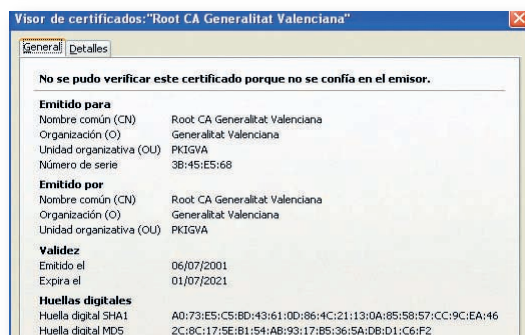 Visor de certificados:"Root CA Generalitat Valenciana"
General Detalles
No se pudo verificar este certificado porque no se confía en el emisor.
Emitido para
Nombre común (CN) Root CA Generalitat Valenciana
Organización (O) Generalitat Valenciana
Unidad organizativa (OU) PKIGVA
Número de serie 3B:45:E5:68
Emitido por
Nombre común (CN) Root CA Generalitat Valenciana
Organización (O) Generalitat Valenciana
Unidad organizativa (OU) PKIGVA
Validez
Emitido el 06/07/2001
Expira el 01/07/2021
Huellas digitales
Huella digital SHA1 A0:73:E5:C5:BD:43:61:0D:86:4C:21:13:0A:85:58:57:CC:9C:EA:46
Huella digital MD5 2C:8C:17:5E:B1:54:AB:93:17:B5:36:5A:DB:D1:C6:F2